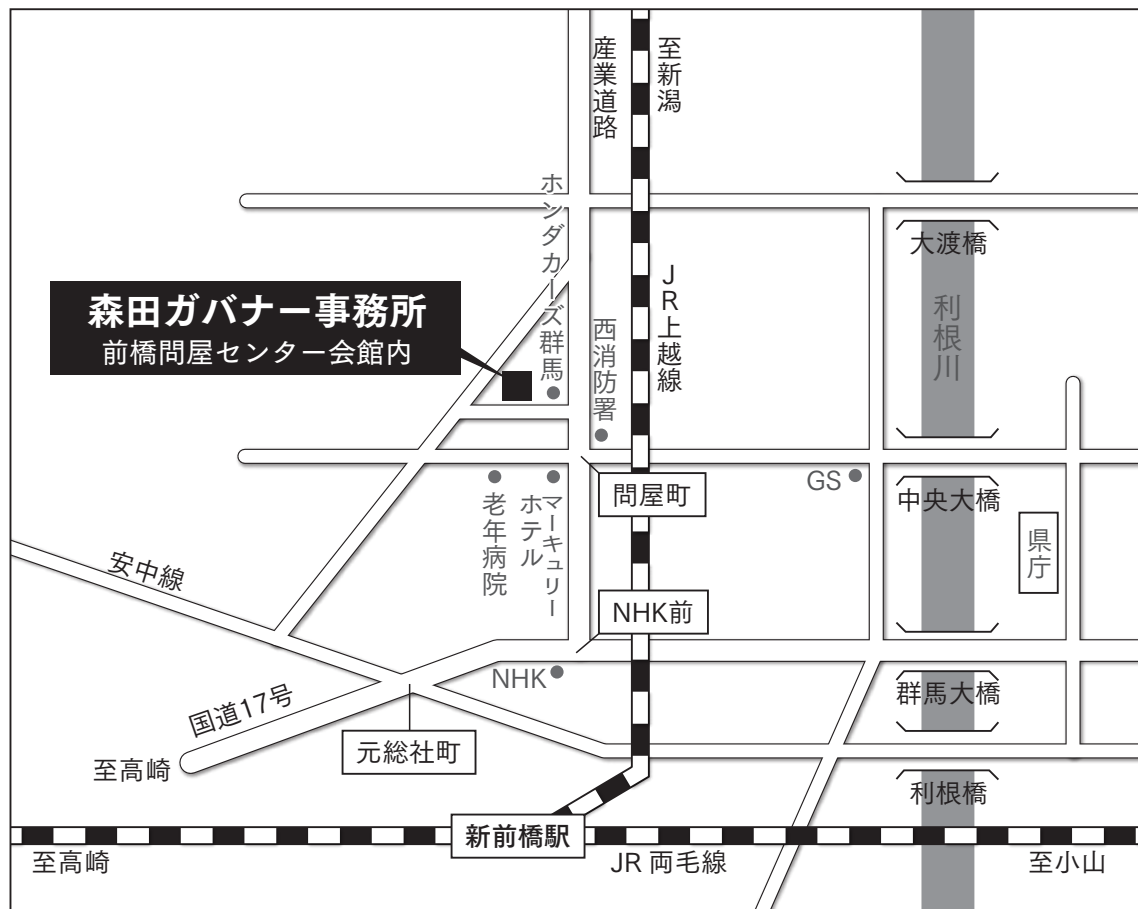 産業道路
至新潟
ホンダカーズ群馬
大渡橋
森田ガバナー事務所
前橋問屋センター会館内
西消防署
JR上越線
利根川
問屋町
GS
中央大橋
老年病院
ホテル
マーキュリー
県庁
安中線
NHK前
NHK
群馬大橋
国道17号
元総社町
至高崎
利根橋
新前橋駅
至高崎
JR 両毛線
至小山